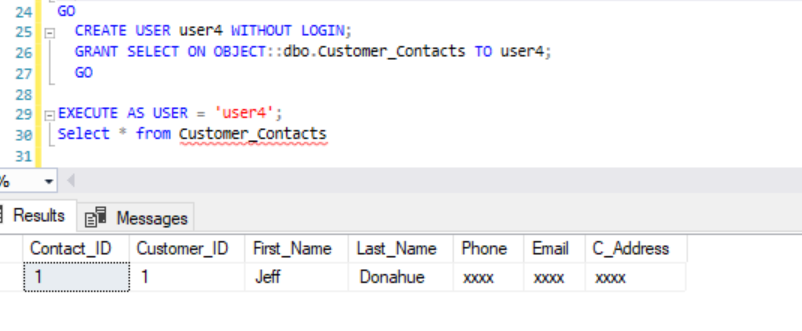 24 GO
25 CREATE USER user4 WITHOUT LOGIN;
26 GRANT SELECT ON OBJECT::dbo.Customer_Contacts TO user4;
27 GO
28
29 EXECUTE AS USER = 'user4';
30 Select * from Customer_Contacts
31
%
Results Messages
Contact_ID Customer_ID First_Name Last_Name Phone Email C_Address
1 1 Jeff Donahue xxxx xxxx xxxx